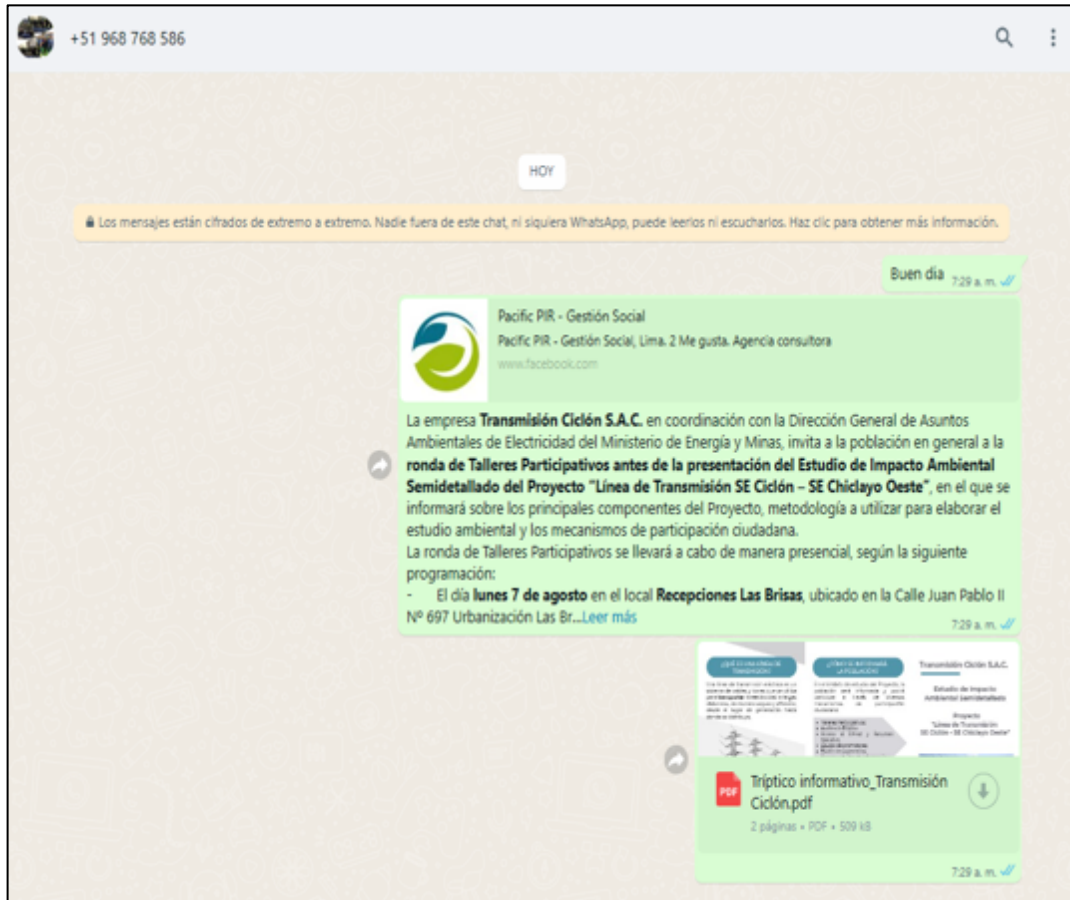 +51 968 768 586
HOY
Los mensajes están cifrados de extremo a extremo. Nadie fuera de este chat, ni siquiera WhatsApp, puede leerlos ni escucharlos. Haz clic para obtener más información.
Buen dia 7:29 a. m.
Pacific PIR - Gestión Social
Pacific PIR - Gestión Social, Lima. 2 Me gusta. Agencia consultora
www.facebook.com
La empresa Transmisión Ciclón S.A.C. en coordinación con la Dirección General de Asuntos
Ambientales de Electricidad del Ministerio de Energía y Minas, invita a la población en general a la
ronda de Talleres Participativos antes de la presentación del Estudio de Impacto Ambiental
Semidetallado del Proyecto "Línea de Transmisión SE Ciclón – SE Chiclayo Oeste", en el que se
informará sobre los principales componentes del Proyecto, metodología a utilizar para elaborar el
estudio ambiental y los mecanismos de participación ciudadana.
La ronda de Talleres Participativos se llevará a cabo de manera presencial, según la siguiente
programación:
- El día lunes 7 de agosto en el local Recepciones Las Brisas, ubicado en la Calle Juan Pablo II
Nº 697 Urbanización Las Br...Leer más
7:29 a. m.
¿QUÉ ES UNA LÍNEA DE
TRANSMISIÓN?
Transmisión Ciclón S.A.C.
Estudio de Impacto
Ambiental Semidetallado
Proyecto
"Línea de Transmisión
SE Ciclón - SE Chiclayo Oeste"
PDF
Tríptico informativo_Transmisión
Ciclón.pdf
2 páginas • PDF • 509 kB
7:29 a. m.